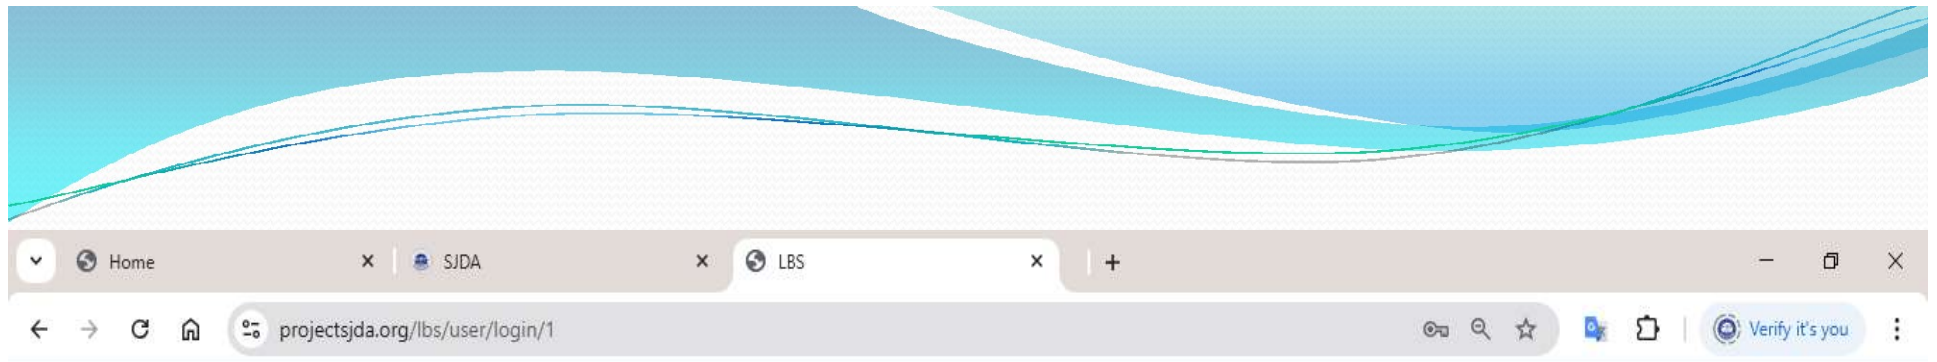 Home SJDA LBS
projectsjda.org/lbs/user/login/1 Verify it's you